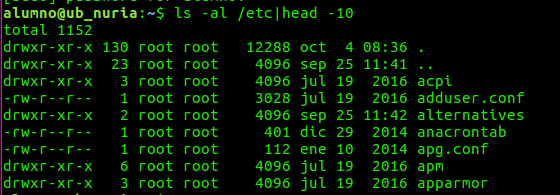 alumno@ub_nuria:~$ ls -al /etc|head -10
total 1152
drwxr-xr-x 130 root root   12288 oct  4 08:36 .
drwxr-xr-x  23 root root    4096 sep 25 11:41 ..
drwxr-xr-x   3 root root    4096 jul 19  2016 acpi
-rw-r--r--   1 root root    3028 jul 19  2016 adduser.conf
drwxr-xr-x   2 root root    4096 sep 25 11:42 alternatives
-rw-r--r--   1 root root     401 dic 29  2014 anacrontab
-rw-r--r--   1 root root     112 ene 10  2014 apg.conf
drwxr-xr-x   6 root root    4096 jul 19  2016 apm
drwxr-xr-x   3 root root    4096 jul 19  2016 apparmor